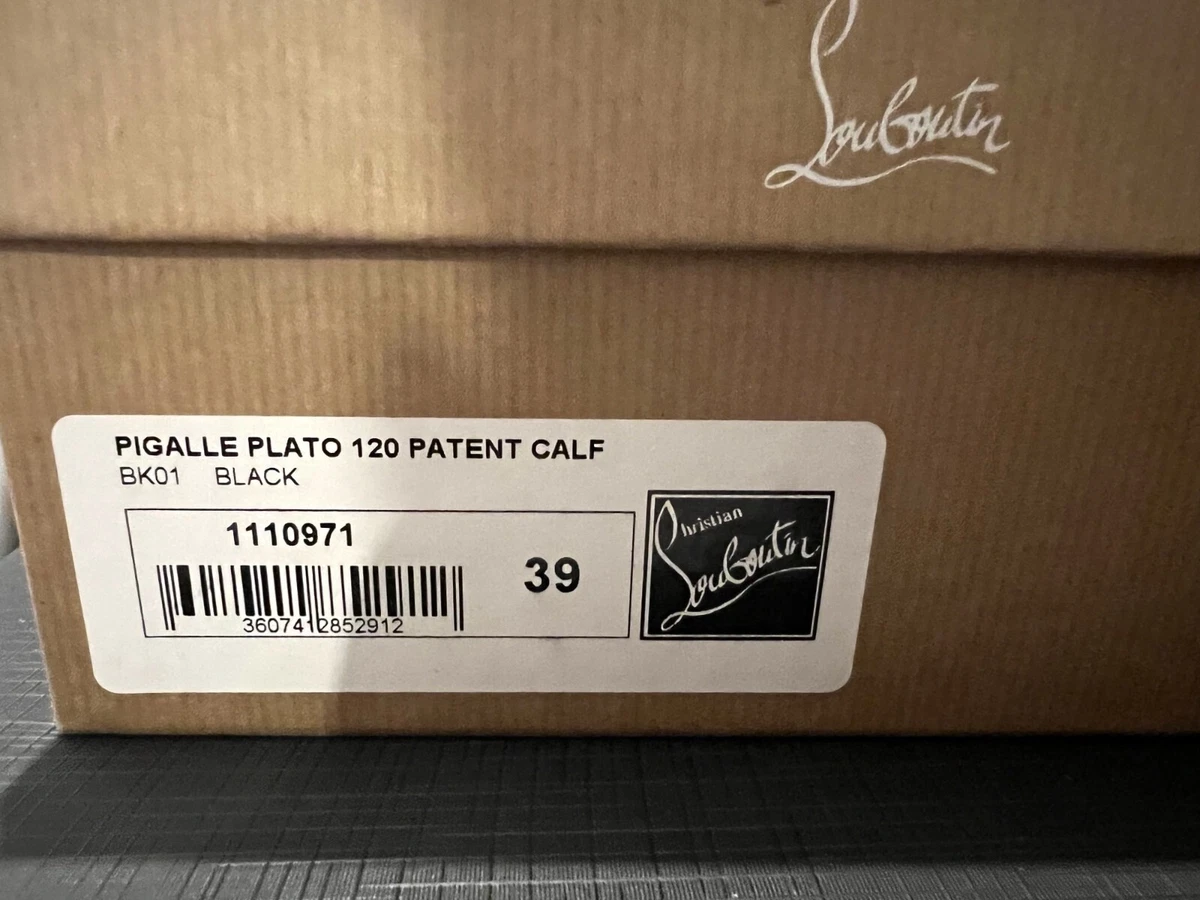 Louboutin
PIGALLE PLATO 120 PATENT CALF
BK01 BLACK
1110971
39
3607412852912
Christian
Louboutin